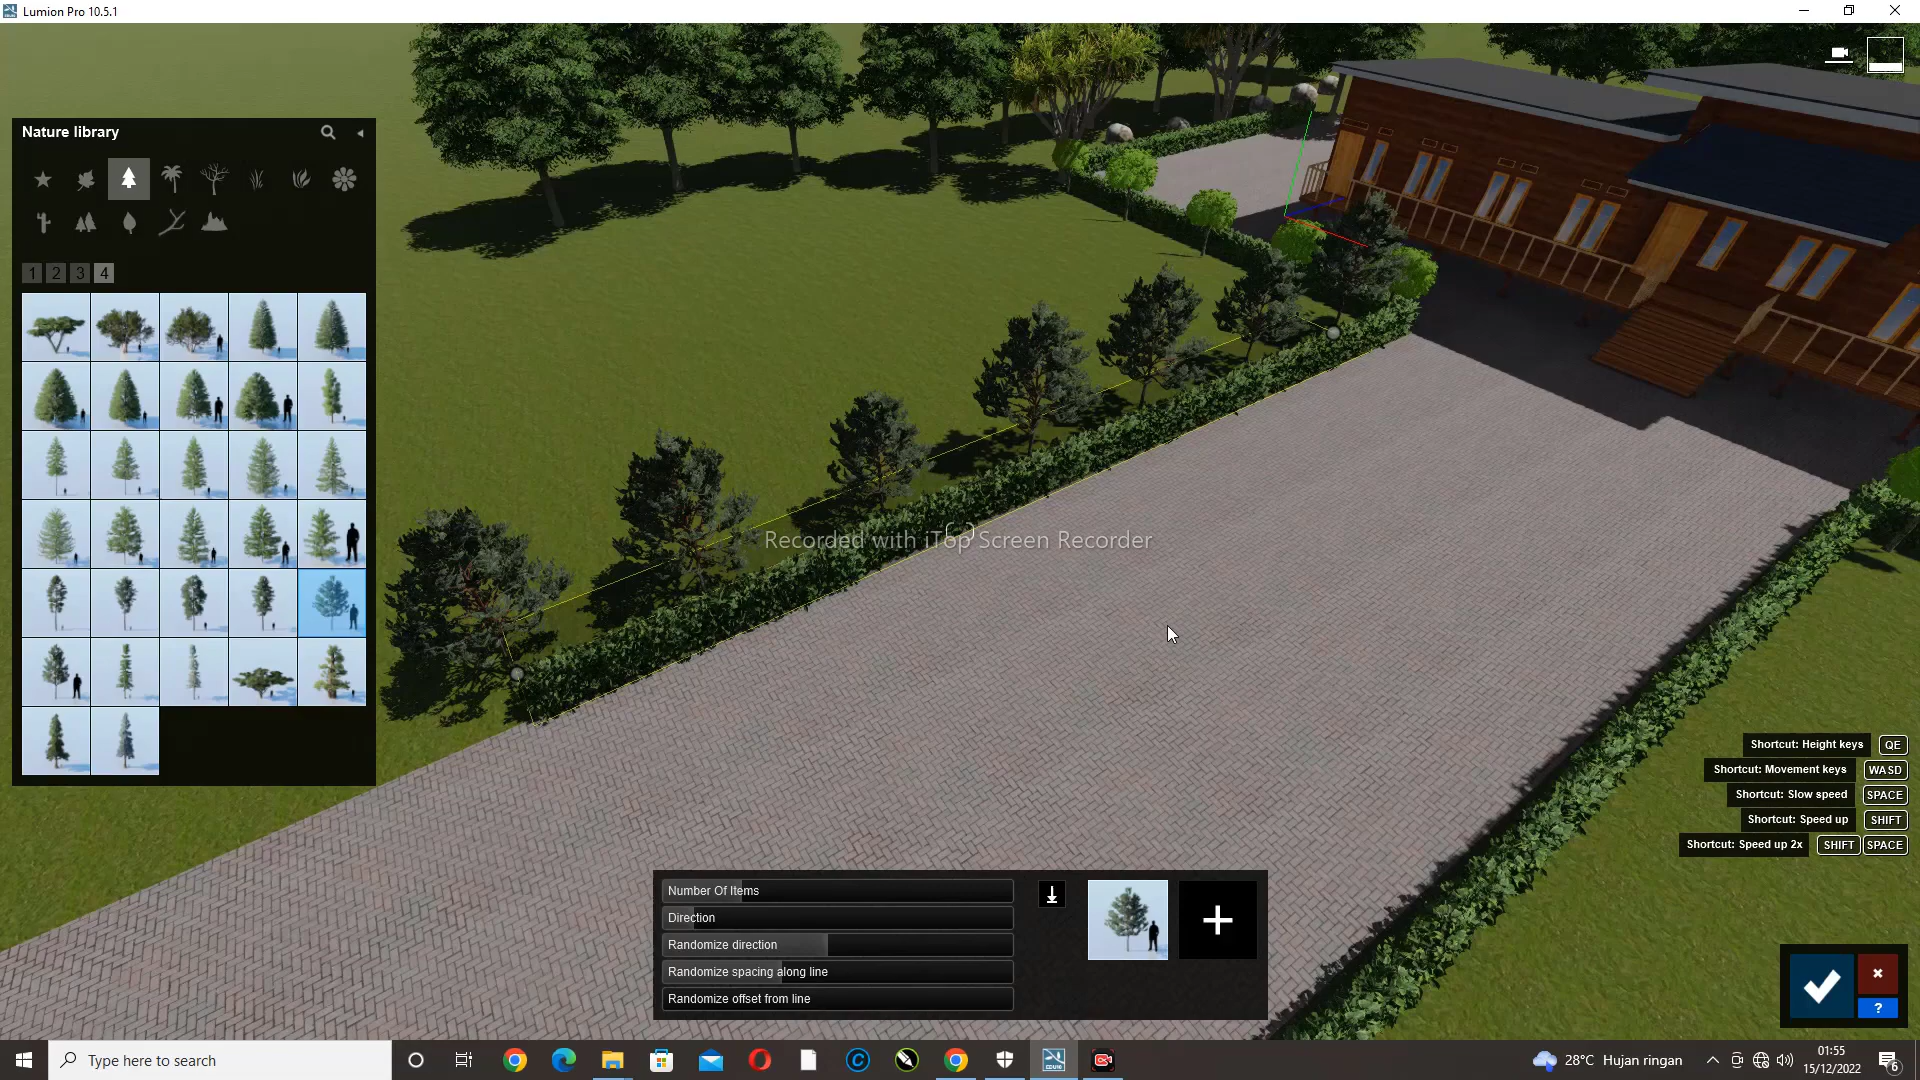 Lumion Pro 10.5.1
Nature library
1 2 3 4
Recorded with iTop Screen Recorder
Shortcut: Height keys QE
Shortcut: Movement keys WASD
Shortcut: Slow speed SPACE
Shortcut: Speed up SHIFT
Shortcut: Speed up 2x SHIFT SPACE
Number Of Items
Direction
Randomize direction
Randomize spacing along line
Randomize offset from line
?
Type here to search
28°C Hujan ringan
01:55
15/12/2022
6